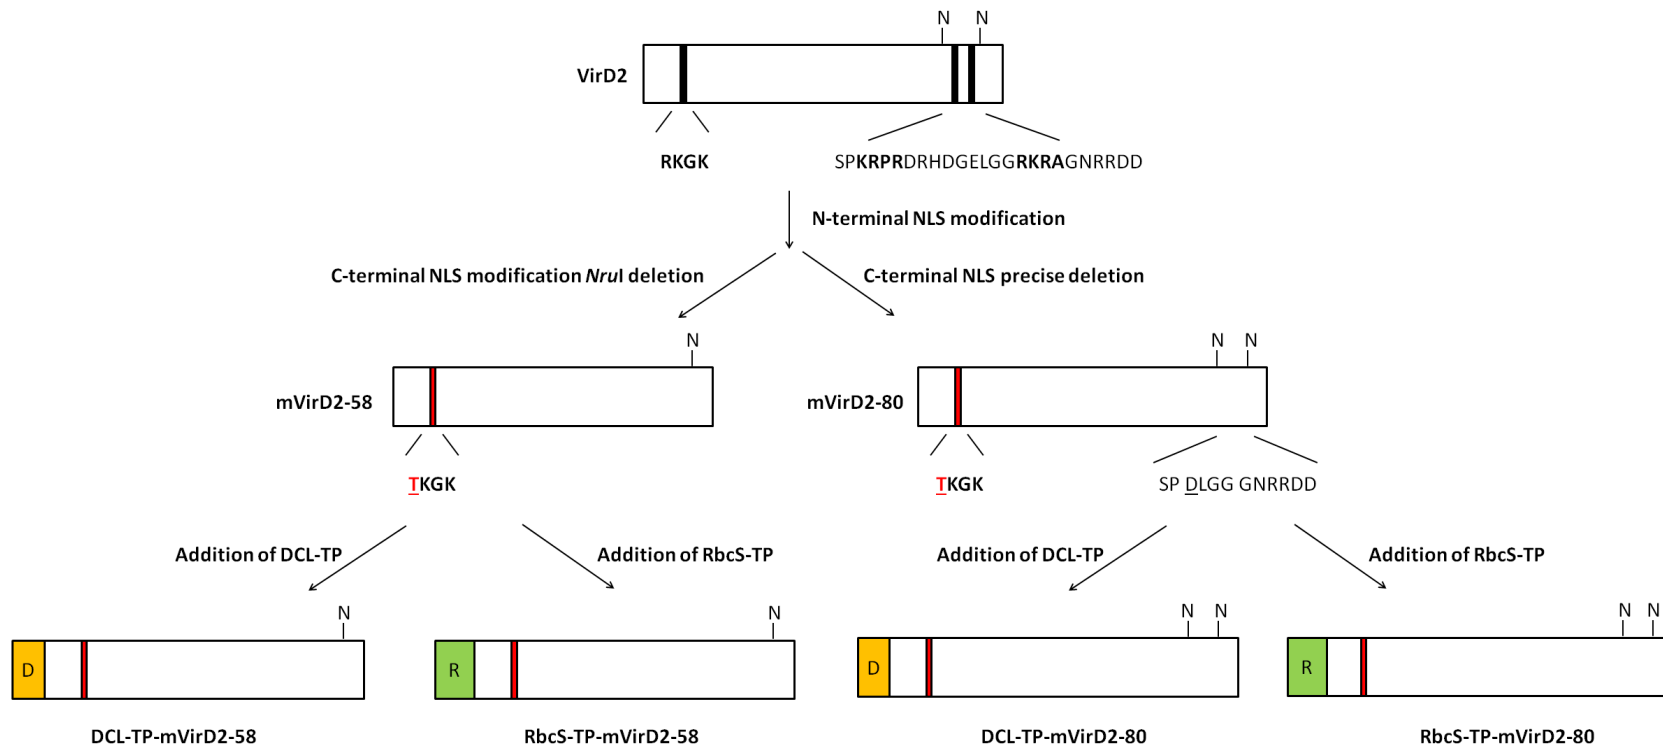 N N
VirD2
RKGK SPKRPRDRHDGELGGRKRAGNRRDD
N-terminal NLS modification
C-terminal NLS modification NruI deletion C-terminal NLS precise deletion
N N N
mVirD2-58 mVirD2-80
TKGK TKGK SP DLGG GNRRDD
Addition of DCL-TP Addition of RbcS-TP Addition of DCL-TP Addition of RbcS-TP
N N N N N N
D R D R
DCL-TP-mVirD2-58 RbcS-TP-mVirD2-58 DCL-TP-mVirD2-80 RbcS-TP-mVirD2-80